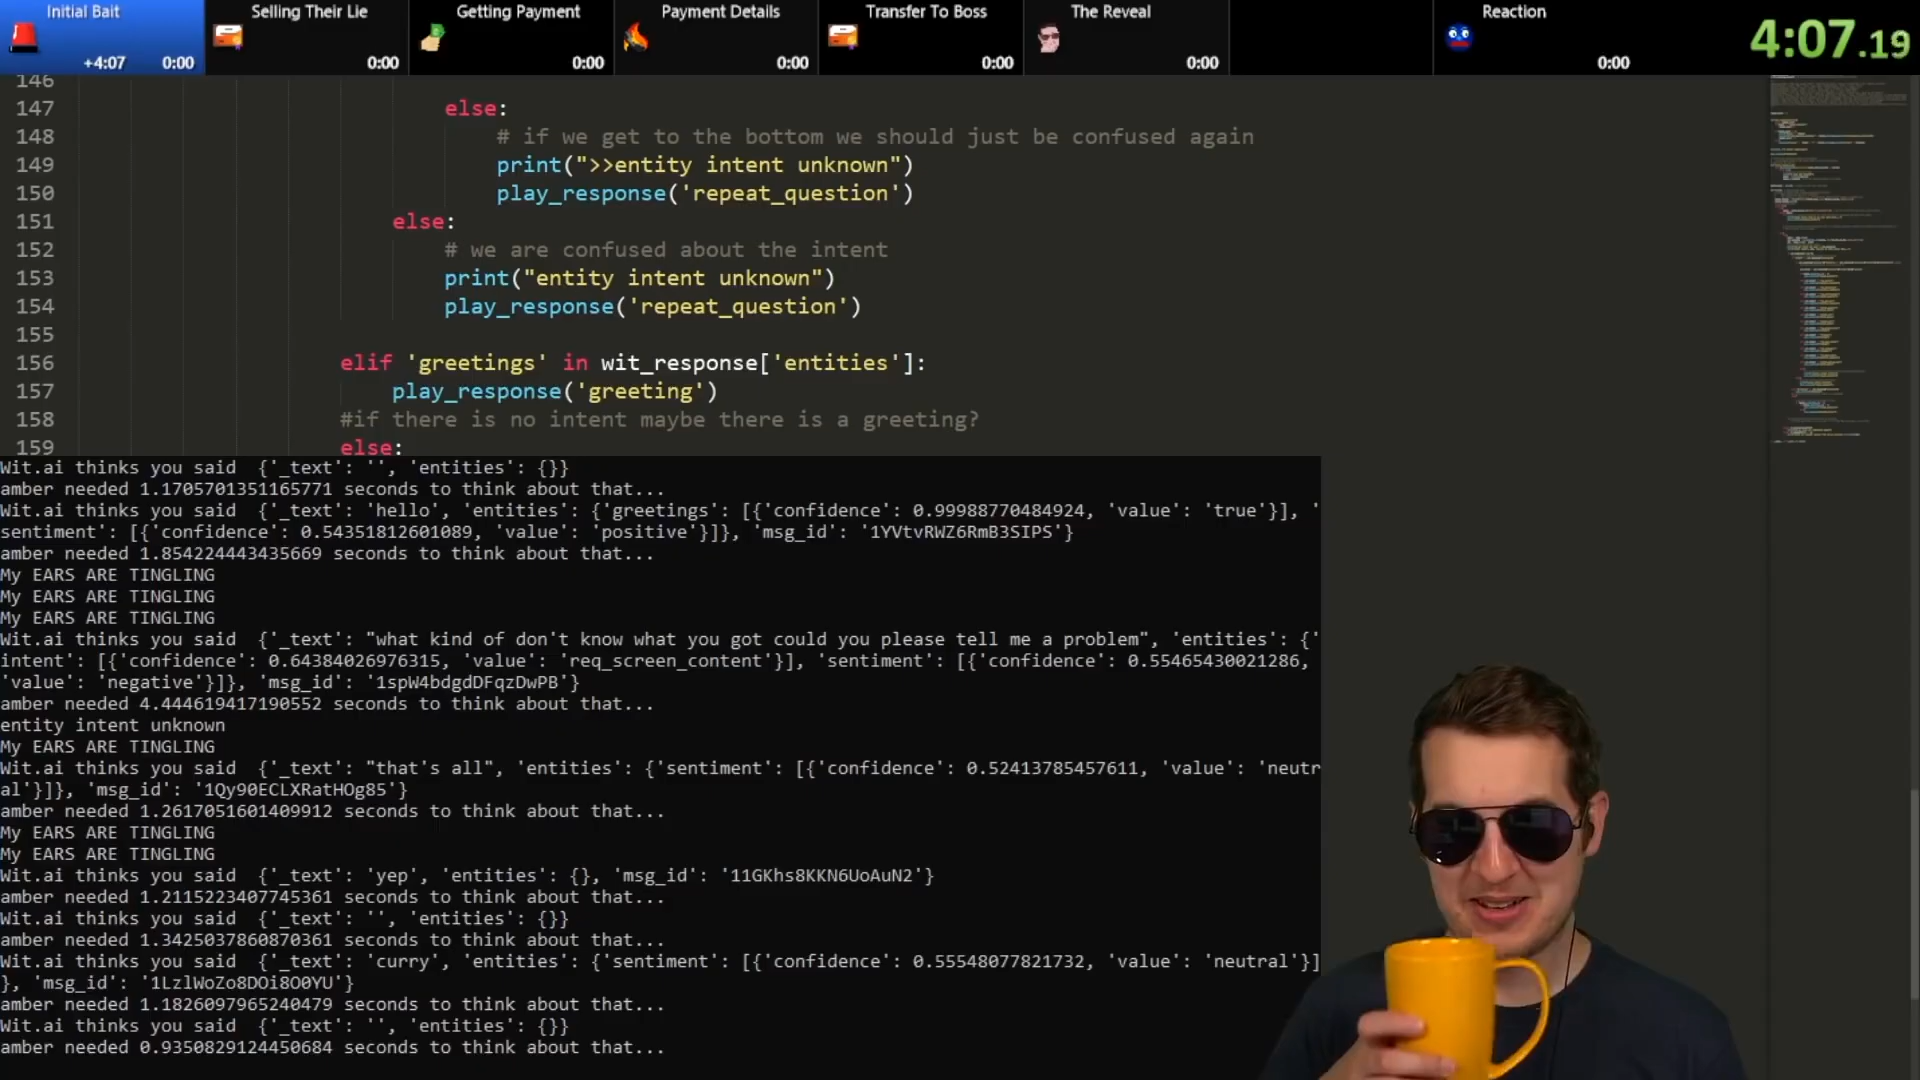 Initial Bait
Selling Their Lie
Getting Payment
Payment Details
Transfer To Boss
The Reveal
Reaction
4:07.19
+4:07 0:00
0:00
0:00
0:00
0:00
0:00
0:00
146
147 else:
148 # if we get to the bottom we should just be confused again
149 print(">>entity intent unknown")
150 play_response('repeat_question')
151 else:
152 # we are confused about the intent
153 print("entity intent unknown")
154 play_response('repeat_question')
155
156 elif 'greetings' in wit_response['entities']:
157 play_response('greeting')
158 #if there is no intent maybe there is a greeting?
159 else:
Wit.ai thinks you said  {'_text': '', 'entities': {}}
amber needed 1.1705701351165771 seconds to think about that...
Wit.ai thinks you said  {'_text': 'hello', 'entities': {'greetings': [{'confidence': 0.99988770484924, 'value': 'true'}], '
sentiment': [{'confidence': 0.54351812601089, 'value': 'positive'}]}, 'msg_id': '1YVtvRWZ6RmB3SIPS'}
amber needed 1.854224443435669 seconds to think about that...
My EARS ARE TINGLING
My EARS ARE TINGLING
My EARS ARE TINGLING
Wit.ai thinks you said  {'_text': "what kind of don't know what you got could you please tell me a problem", 'entities': {'
intent': [{'confidence': 0.64384026976315, 'value': 'req_screen_content'}], 'sentiment': [{'confidence': 0.55465430021286,
'value': 'negative'}]}, 'msg_id': '1spW4bdgdDFqzDwPB'}
amber needed 4.444619417190552 seconds to think about that...
entity intent unknown
My EARS ARE TINGLING
Wit.ai thinks you said  {'_text': "that's all", 'entities': {'sentiment': [{'confidence': 0.52413785457611, 'value': 'neutr
al'}]}, 'msg_id': '1Qy90ECLXRatHOg85'}
amber needed 1.2617051601409912 seconds to think about that...
My EARS ARE TINGLING
My EARS ARE TINGLING
Wit.ai thinks you said  {'_text': 'yep', 'entities': {}, 'msg_id': '11GKhs8KKN6UoAuN2'}
amber needed 1.2115223407745361 seconds to think about that...
Wit.ai thinks you said  {'_text': '', 'entities': {}}
amber needed 1.3425037860870361 seconds to think about that...
Wit.ai thinks you said  {'_text': 'curry', 'entities': {'sentiment': [{'confidence': 0.55548077821732, 'value': 'neutral'}]
}, 'msg_id': '1LzlWoZo8DOi8O0YU'}
amber needed 1.1826097965240479 seconds to think about that...
Wit.ai thinks you said  {'_text': '', 'entities': {}}
amber needed 0.9350829124450684 seconds to think about that...